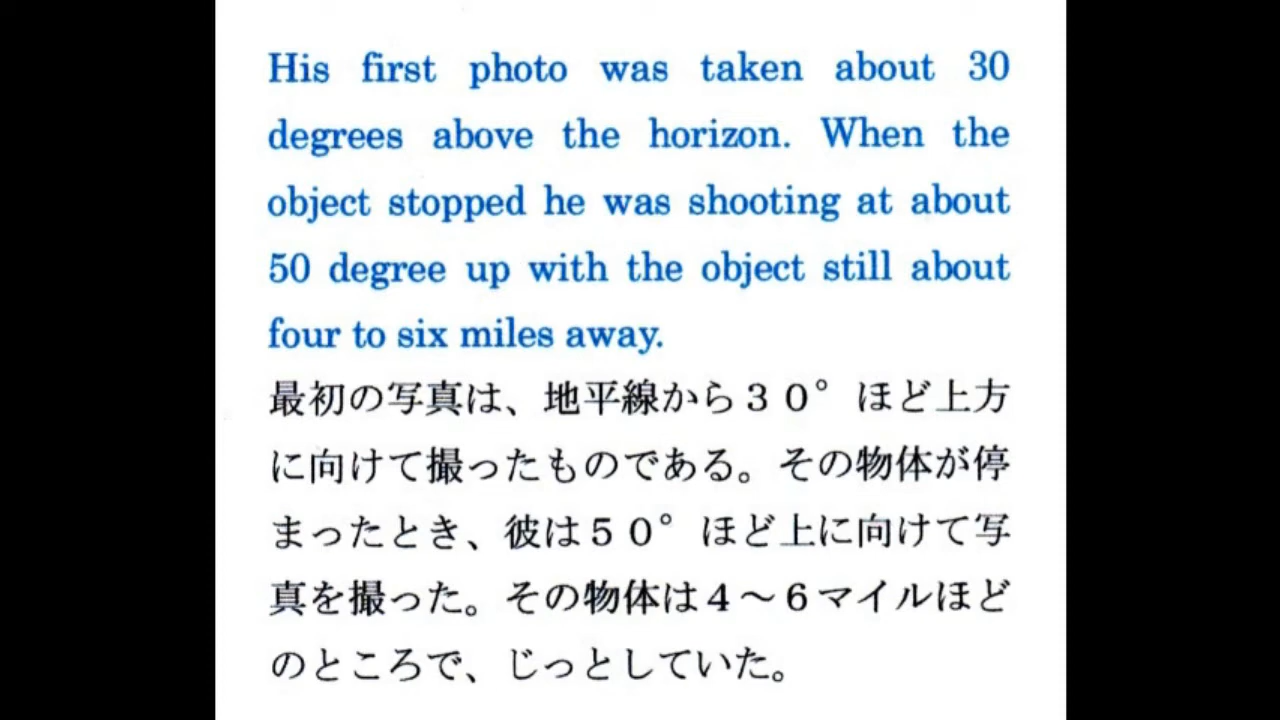 His first photo was taken about 30
degrees above the horizon. When the
object stopped he was shooting at about
50 degree up with the object still about
four to six miles away.
最初の写真は、地平線から３０°ほど上方
に向けて撮ったものである。その物体が停
まったとき、彼は５０°ほど上に向けて写
真を撮った。その物体は４～６マイルほど
のところで、じっとしていた。